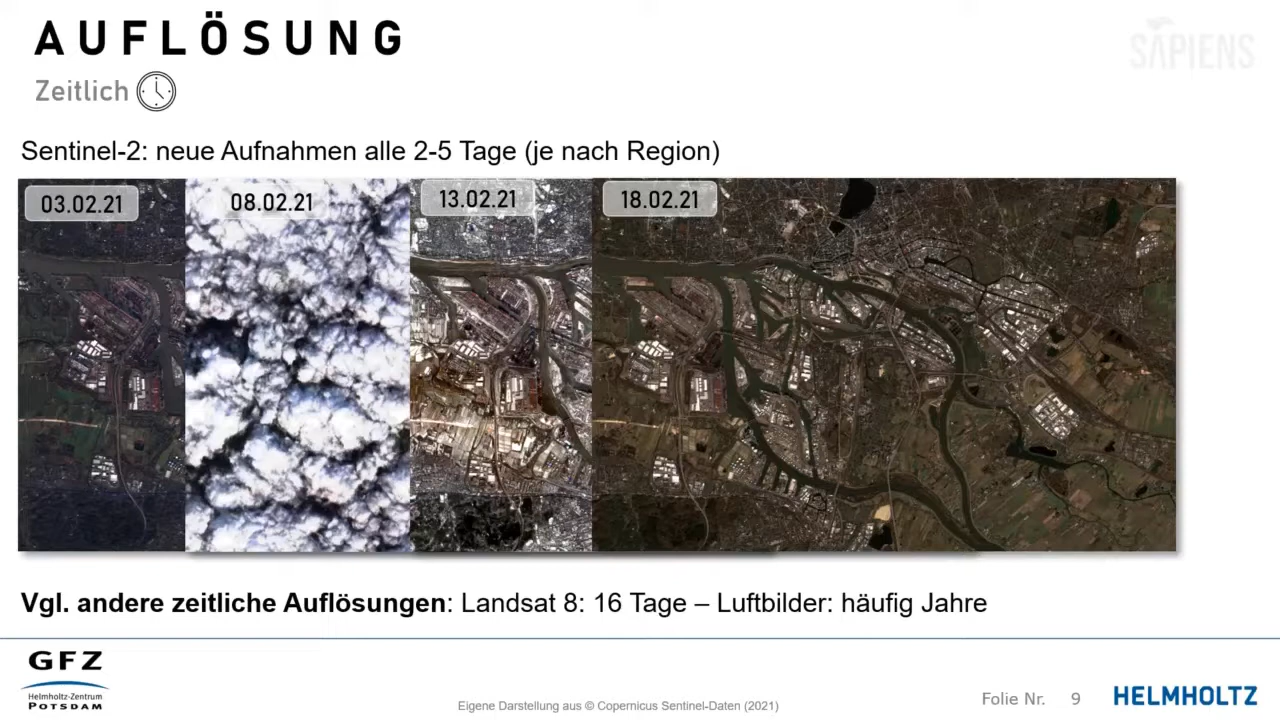 AUFLÖSUNG
SAPIENS
Zeitlich
Sentinel-2: neue Aufnahmen alle 2-5 Tage (je nach Region)
03.02.21
08.02.21
13.02.21
18.02.21
Vgl. andere zeitliche Auflösungen: Landsat 8: 16 Tage – Luftbilder: häufig Jahre
GFZ
Helmholtz-Zentrum
POTSDAM
Eigene Darstellung aus © Copernicus Sentinel-Daten (2021)
Folie Nr. 9
HELMHOLTZ